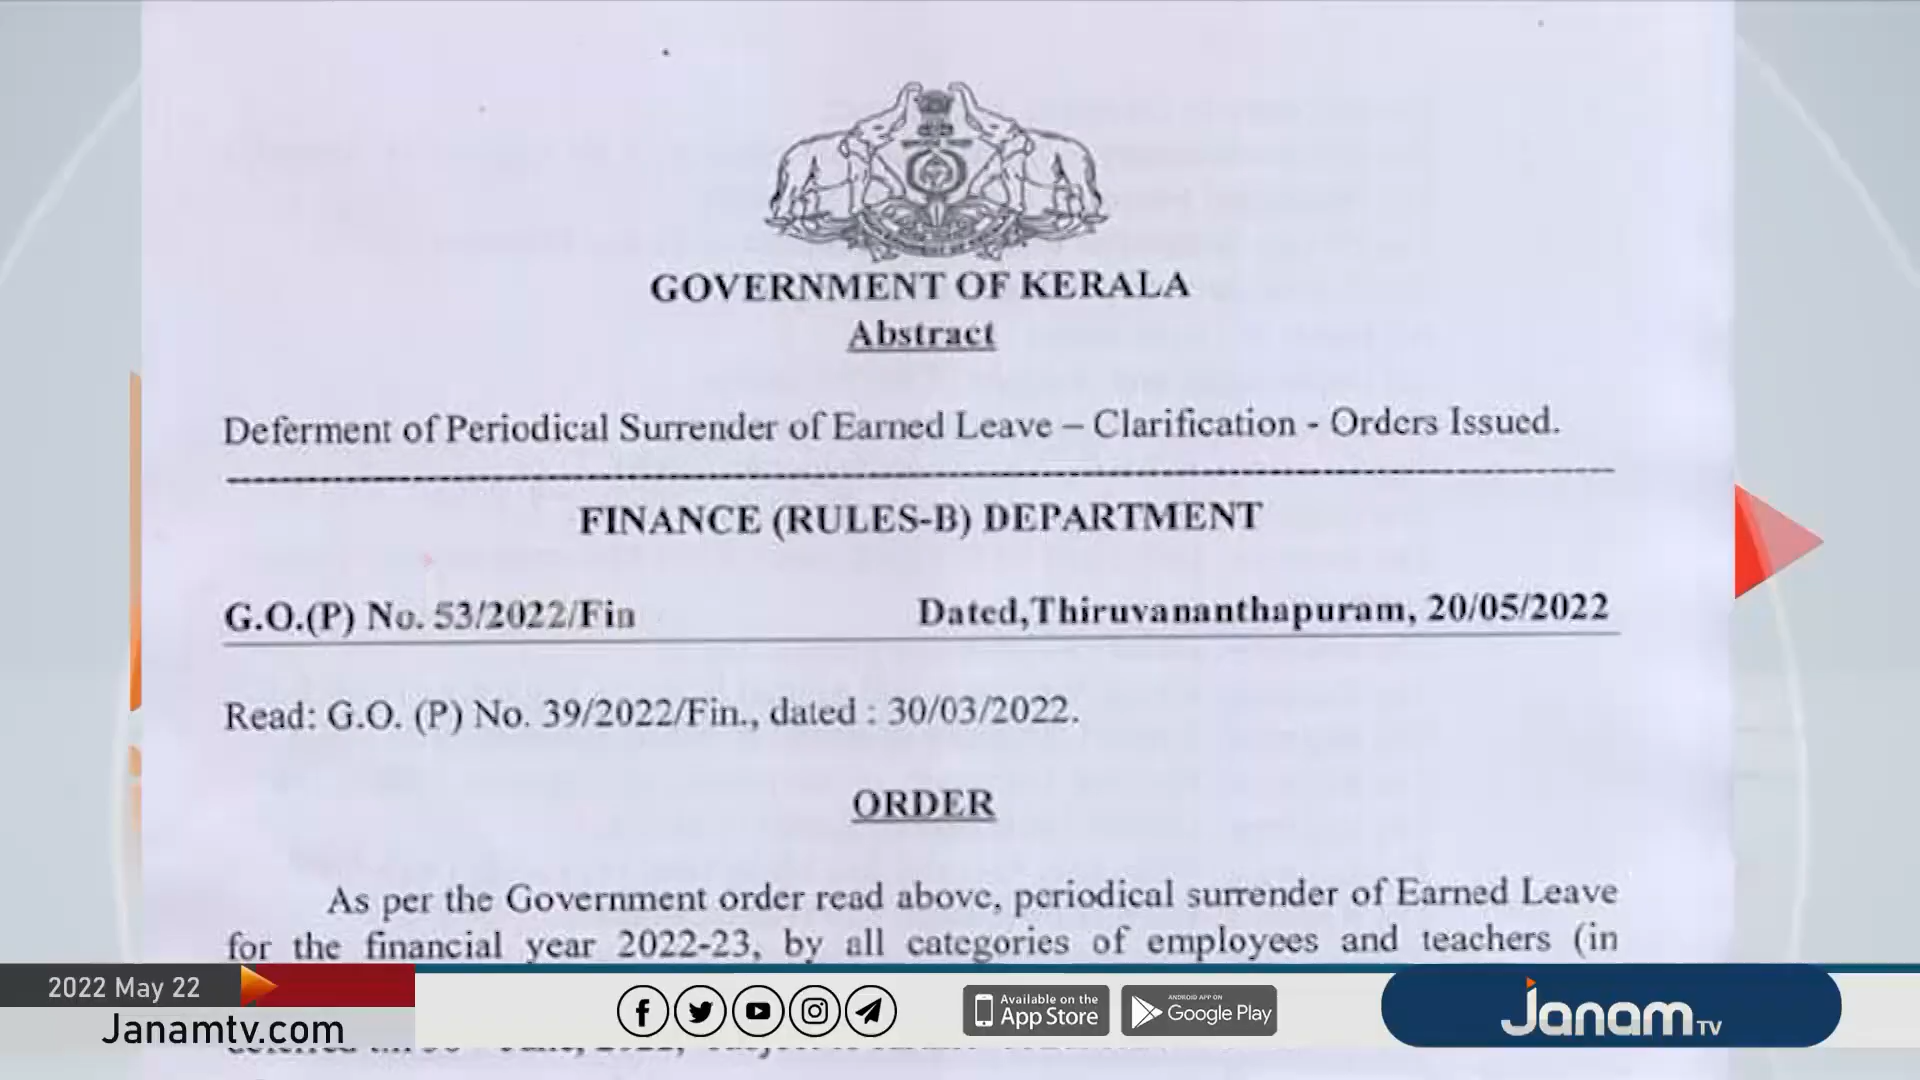 GOVERNMENT OF KERALA
Abstract
Deferment of Periodical Surrender of Earned Leave – Clarification - Orders Issued.
FINANCE (RULES-B) DEPARTMENT
G.O.(P) No. 53/2022/Fin Dated,Thiruvananthapuram, 20/05/2022
Read: G.O. (P) No. 39/2022/Fin., dated : 30/03/2022.
ORDER
As per the Government order read above, periodical surrender of Earned Leave
for the financial year 2022-23, by all categories of employees and teachers (in
2022 May 22
Janamtv.com
Available on the
App Store
ANDROID APP ON
Google Play
Janam TV